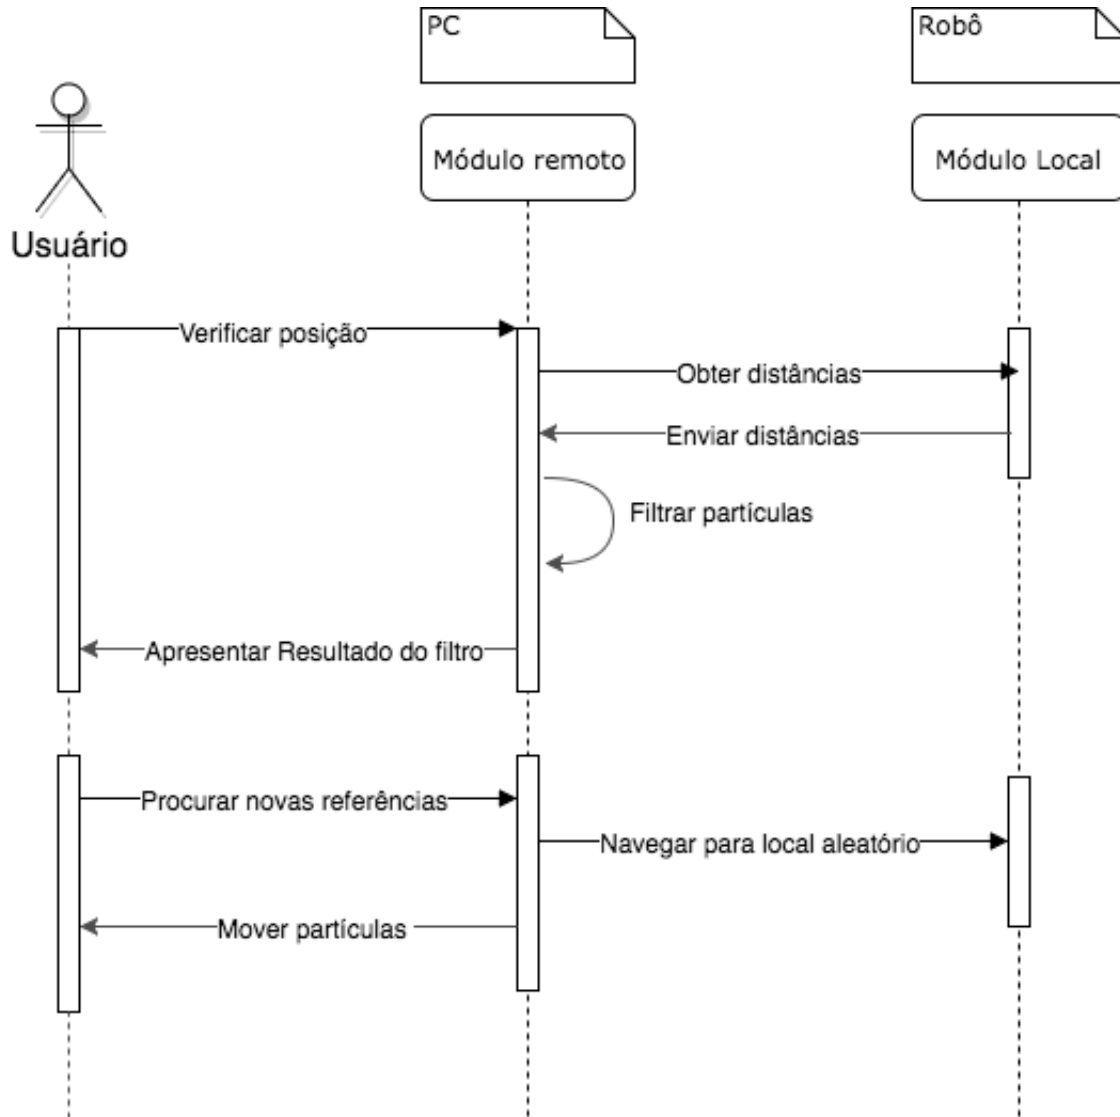 PC
Robô
Módulo remoto
Módulo Local
Usuário
Verificar posição
Obter distâncias
Enviar distâncias
Filtrar partículas
Apresentar Resultado do filtro
Procurar novas referências
Navegar para local aleatório
Mover partículas